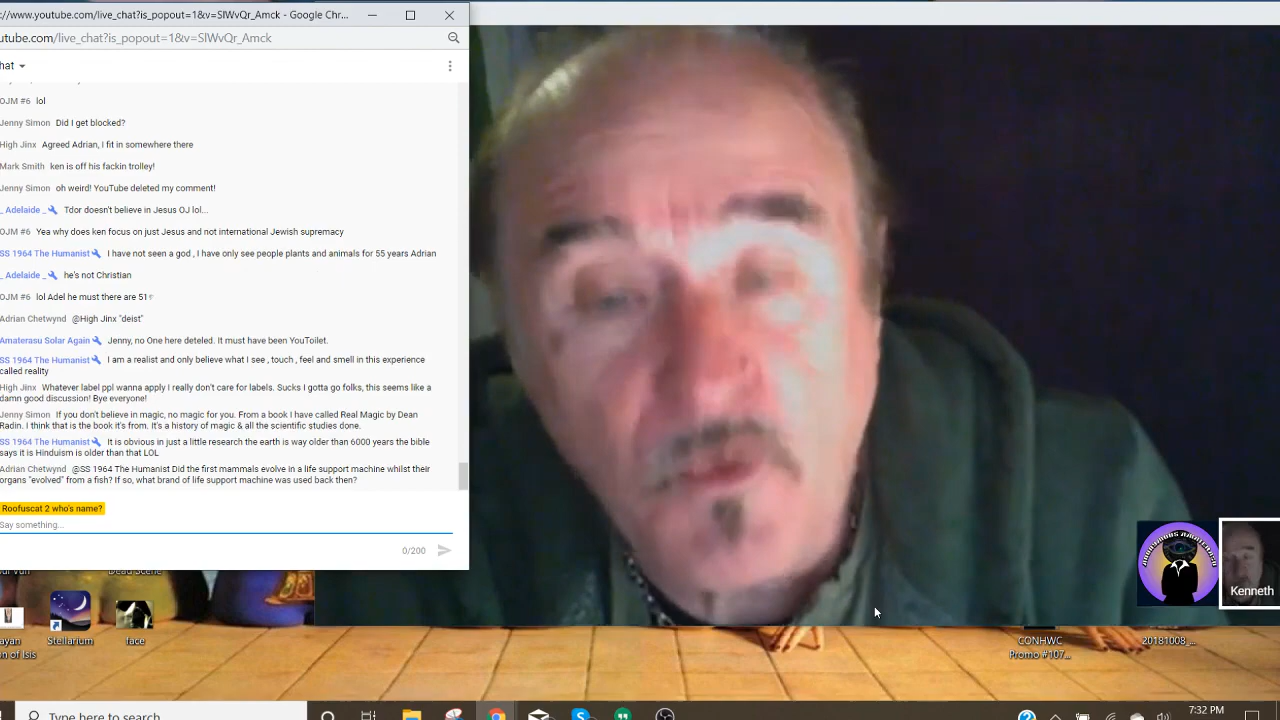 ://www.youtube.com/live_chat?is_popout=1&v=SlWvQr_Amck - Google Chr...
utube.com/live_chat?is_popout=1&v=SlWvQr_Amck
hat
OJM #6 lol
Jenny Simon Did I get blocked?
High Jinx Agreed Adrian, I fit in somewhere there
Mark Smith ken is off his fackin trolley!
Jenny Simon oh weird! YouTube deleted my comment!
_ Adelaide _ Tdor doesn't believe in Jesus OJ lol...
OJM #6 Yea why does ken focus on just Jesus and not international Jewish supremacy
SS 1964 The Humanist I have not seen a god , I have only see people plants and animals for 55 years Adrian
_ Adelaide _ he's not Christian
OJM #6 lol Adel he must there are 51
Adrian Chetwynd @High Jinx "deist"
Amaterasu Solar Again Jenny, no One here deteled. It must have been YouToilet.
SS 1964 The Humanist I am a realist and only believe what I see , touch , feel and smell in this experience
called reality
High Jinx Whatever label ppl wanna apply I really don't care for labels. Sucks I gotta go folks, this seems like a
damn good discussion! Bye everyone!
Jenny Simon If you don't believe in magic, no magic for you. From a book I have called Real Magic by Dean
Radin. I think that is the book it's from. It's a history of magic & all the scientific studies done.
SS 1964 The Humanist It is obvious in just a little research the earth is way older than 6000 years the bible
says it is Hinduism is older than that LOL
Adrian Chetwynd @SS 1964 The Humanist Did the first mammals evolve in a life support machine whilst their
organs "evolved" from a fish? If so, what brand of life support machine was used back then?
Roofuscat 2 who's name?
Say something...
0/200
Dead Scene
Kenneth
ayan
on of Isis
Stellarium
face
CONHWC
Promo #107...
20181008_...
Type here to search
7:32 PM